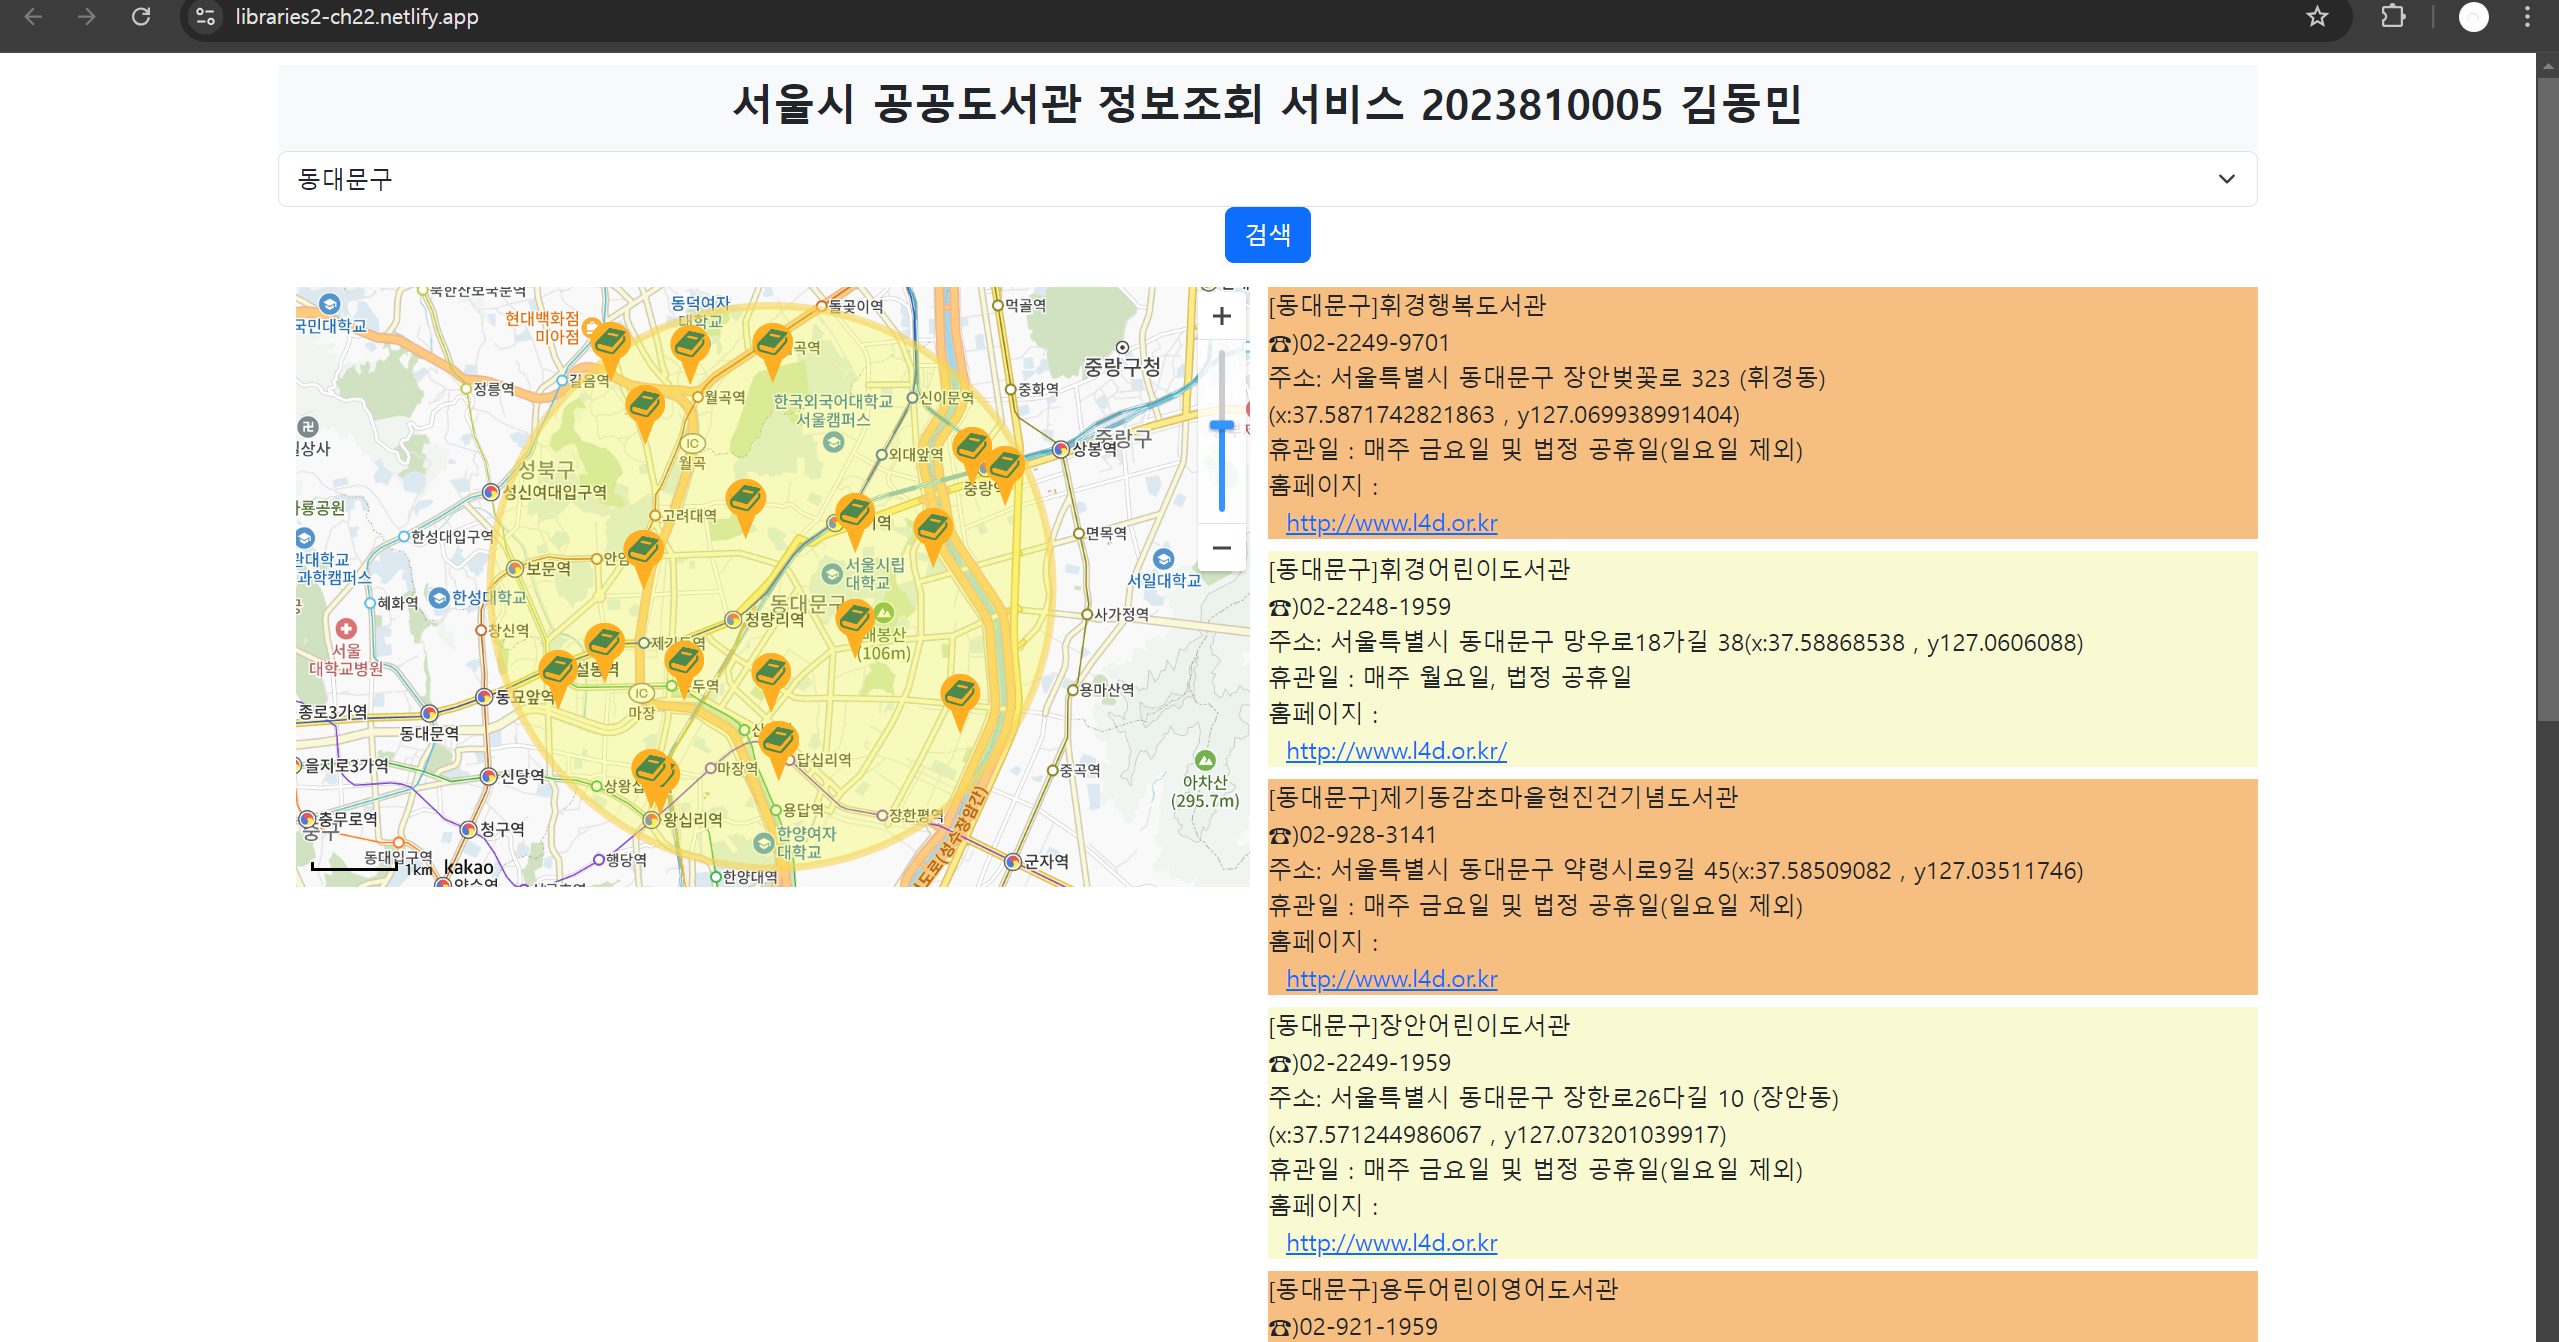 libraries2-ch22.netlify.app
서울시 공공도서관 정보조회 서비스 2023810005 김동민
동대문구
검색
동덕여자
대학교
돌곶이역
먹골역
국민대학교
현대백화점
미아점
월곡역
중랑구청
정릉역
길음역
월곡역
한국외국어대학교
서울캠퍼스
신이문역
중화역
IC
월곡
외대앞역
중랑구
상봉역
성북구
성신여대입구역
고려대역
면목역
한성대입구역
보문역
서울시립
대학교
서일대학교
과학캠퍼스
혜화역
한성대학교
동대문구
청량리역
사가정역
창신역
배봉산
(106m)
서울
대학교병원
동묘앞역
IC
마장
용마산역
종로3가역
동대문역
을지로3가역
신당역
마장역
답십리역
중곡역
아차산
(295.7m)
충무로역
중구
청구역
왕십리역
용답역
장한평역
한양여자
대학교
동대입구역
행당역
군자역
1km
kakao
약수역
한양대역
[동대문구]휘경행복도서관
☎)02-2249-9701
주소: 서울특별시 동대문구 장안벚꽃로 323 (휘경동)
(x:37.5871742821863 , y127.069938991404)
휴관일 : 매주 금요일 및 법정 공휴일(일요일 제외)
홈페이지 :
http://www.l4d.or.kr
[동대문구]휘경어린이도서관
☎)02-2248-1959
주소: 서울특별시 동대문구 망우로18가길 38(x:37.58868538 , y127.0606088)
휴관일 : 매주 월요일, 법정 공휴일
홈페이지 :
http://www.l4d.or.kr/
[동대문구]제기동감초마을현진건기념도서관
☎)02-928-3141
주소: 서울특별시 동대문구 약령시로9길 45(x:37.58509082 , y127.03511746)
휴관일 : 매주 금요일 및 법정 공휴일(일요일 제외)
홈페이지 :
http://www.l4d.or.kr
[동대문구]장안어린이도서관
☎)02-2249-1959
주소: 서울특별시 동대문구 장한로26다길 10 (장안동)
(x:37.571244986067 , y127.073201039917)
휴관일 : 매주 금요일 및 법정 공휴일(일요일 제외)
홈페이지 :
http://www.l4d.or.kr
[동대문구]용두어린이영어도서관
☎)02-921-1959